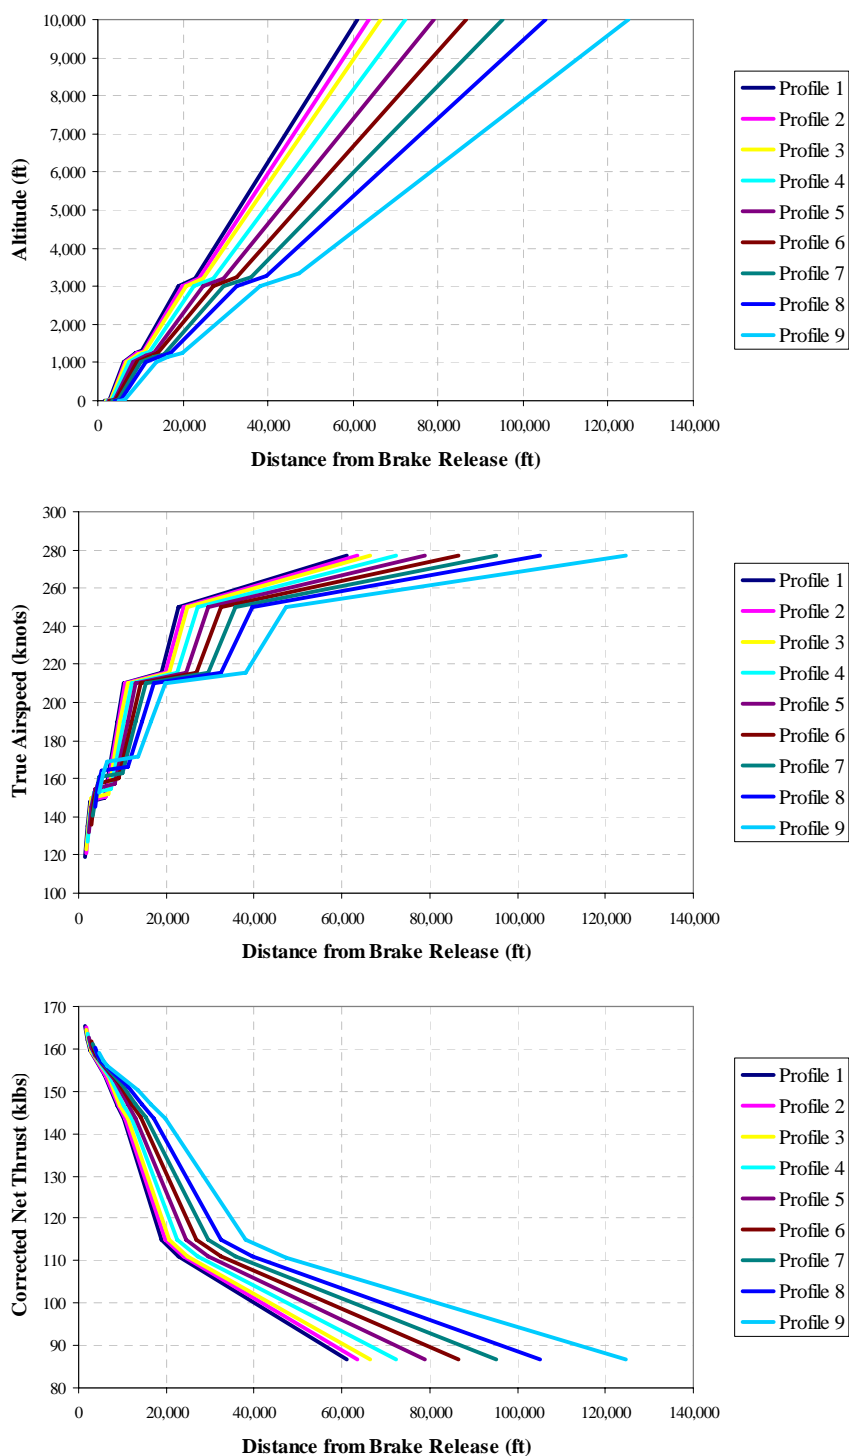 10,000
9,000
8,000
7,000
6,000
5,000
4,000
3,000
2,000
1,000
0
Altitude (ft)
0 20,000 40,000 60,000 80,000 100,000 120,000 140,000
Distance from Brake Release (ft)
Profile 1
Profile 2
Profile 3
Profile 4
Profile 5
Profile 6
Profile 7
Profile 8
Profile 9
300
280
260
240
220
200
180
160
140
120
100
True Airspeed (knots)
0 20,000 40,000 60,000 80,000 100,000 120,000 140,000
Distance from Brake Release (ft)
Profile 1
Profile 2
Profile 3
Profile 4
Profile 5
Profile 6
Profile 7
Profile 8
Profile 9
170
160
150
140
130
120
110
100
90
80
Corrected Net Thrust (klbs)
0 20,000 40,000 60,000 80,000 100,000 120,000 140,000
Distance from Brake Release (ft)
Profile 1
Profile 2
Profile 3
Profile 4
Profile 5
Profile 6
Profile 7
Profile 8
Profile 9